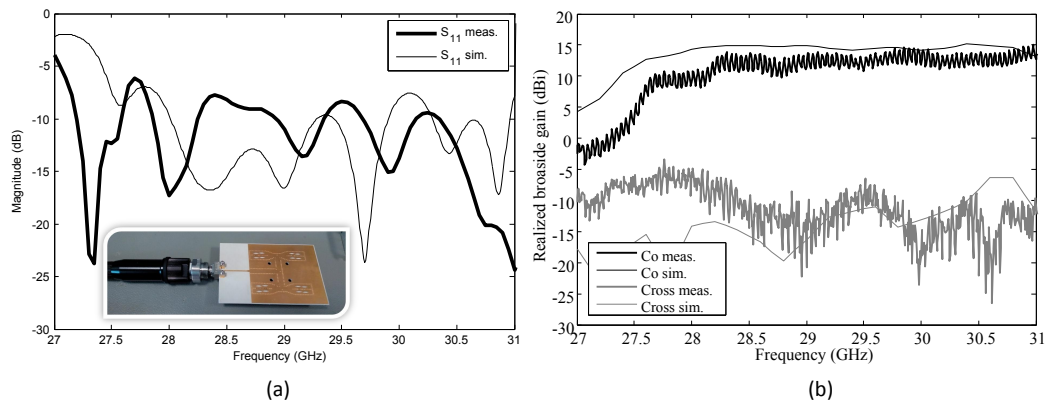 0
-5
-10
-15
-20
-25
-30
27 27.5 28 28.5 29 29.5 30 30.5 31
Magnitude (dB)
Frequency (GHz)
S11 meas.
S11 sim.
(a)
20
15
10
5
0
-5
-10
-15
-20
-25
-30
27 27.5 28 28.5 29 29.5 30 30.5 31
Realized broaside gain (dBi)
Frequency (GHz)
Co meas.
Co sim.
Cross meas.
Cross sim.
(b)